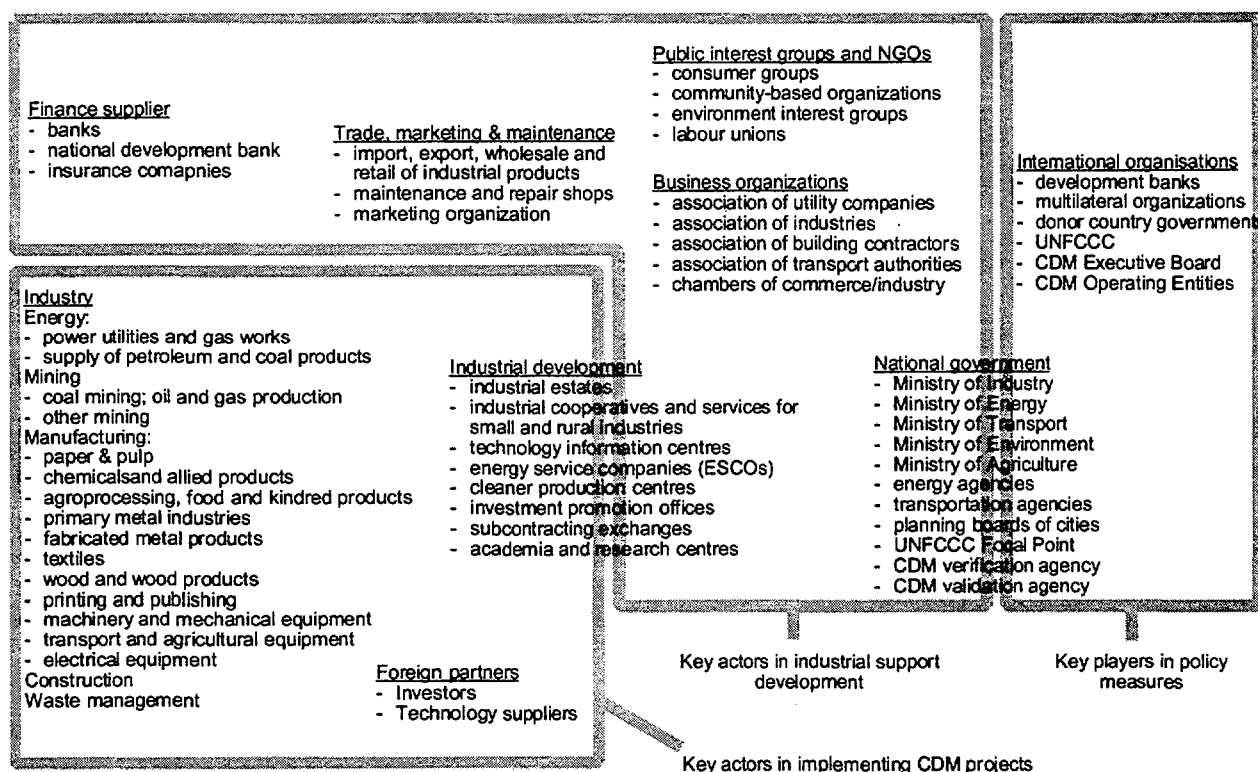 Finance supplier
- banks
- national development bank
- insurance comapnies
Trade, marketing & maintenance
- import, export, wholesale and
retail of industrial products
- maintenance and repair shops
- marketing organization
Public interest groups and NGOs
- consumer groups
- community-based organizations
- environment interest groups
- labour unions
Business organizations
- association of utility companies
- association of industries
- association of building contractors
- association of transport authorities
- chambers of commerce/industry
International organisations
- development banks
- multilateral organizations
- donor country government
- UNFCCC
- CDM Executive Board
- CDM Operating Entities
Industry
Energy:
- power utilities and gas works
- supply of petroleum and coal products
Mining
- coal mining; oil and gas production
- other mining
Manufacturing:
- paper & pulp
- chemicalsand allied products
- agroprocessing, food and kindred products
- primary metal industries
- fabricated metal products
- textiles
- wood and wood products
- printing and publishing
- machinery and mechanical equipment
- transport and agricultural equipment
- electrical equipment
Construction
Waste management
Foreign partners
- Investors
- Technology suppliers
Industrial development
- industrial estates
- industrial cooperatives and services for
small and rural industries
- technology information centres
- energy service companies (ESCOs)
- cleaner production centres
- investment promotion offices
- subcontracting exchanges
- academia and research centres
National government
- Ministry of Industry
- Ministry of Energy
- Ministry of Transport
- Ministry of Environment
- Ministry of Agriculture
- energy agencies
- transportation agencies
- planning boards of cities
- UNFCCC Focal Point
- CDM verification agency
- CDM validation agency
Key actors in industrial support
development
Key players in policy
measures
Key actors in implementing CDM projects